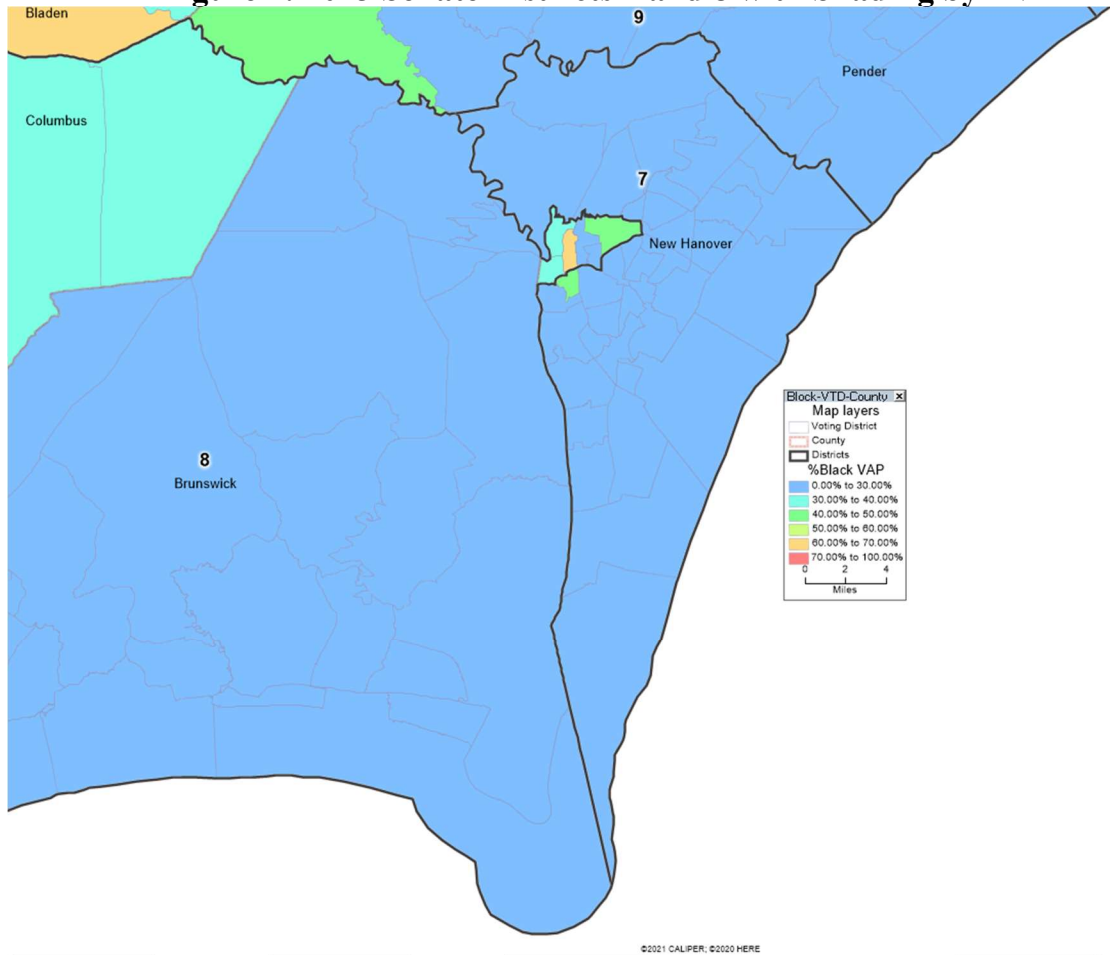 Bladen
9
Pender
Columbus
7
New Hanover
8
Brunswick
Block-VTD-County
Map layers
Voting District
County
Districts
%Black VAP
0.00% to 30.00%
30.00% to 40.00%
40.00% to 50.00%
50.00% to 60.00%
60.00% to 70.00%
70.00% to 100.00%
0 2 4
Miles
©2021 CALIPER; ©2020 HERE